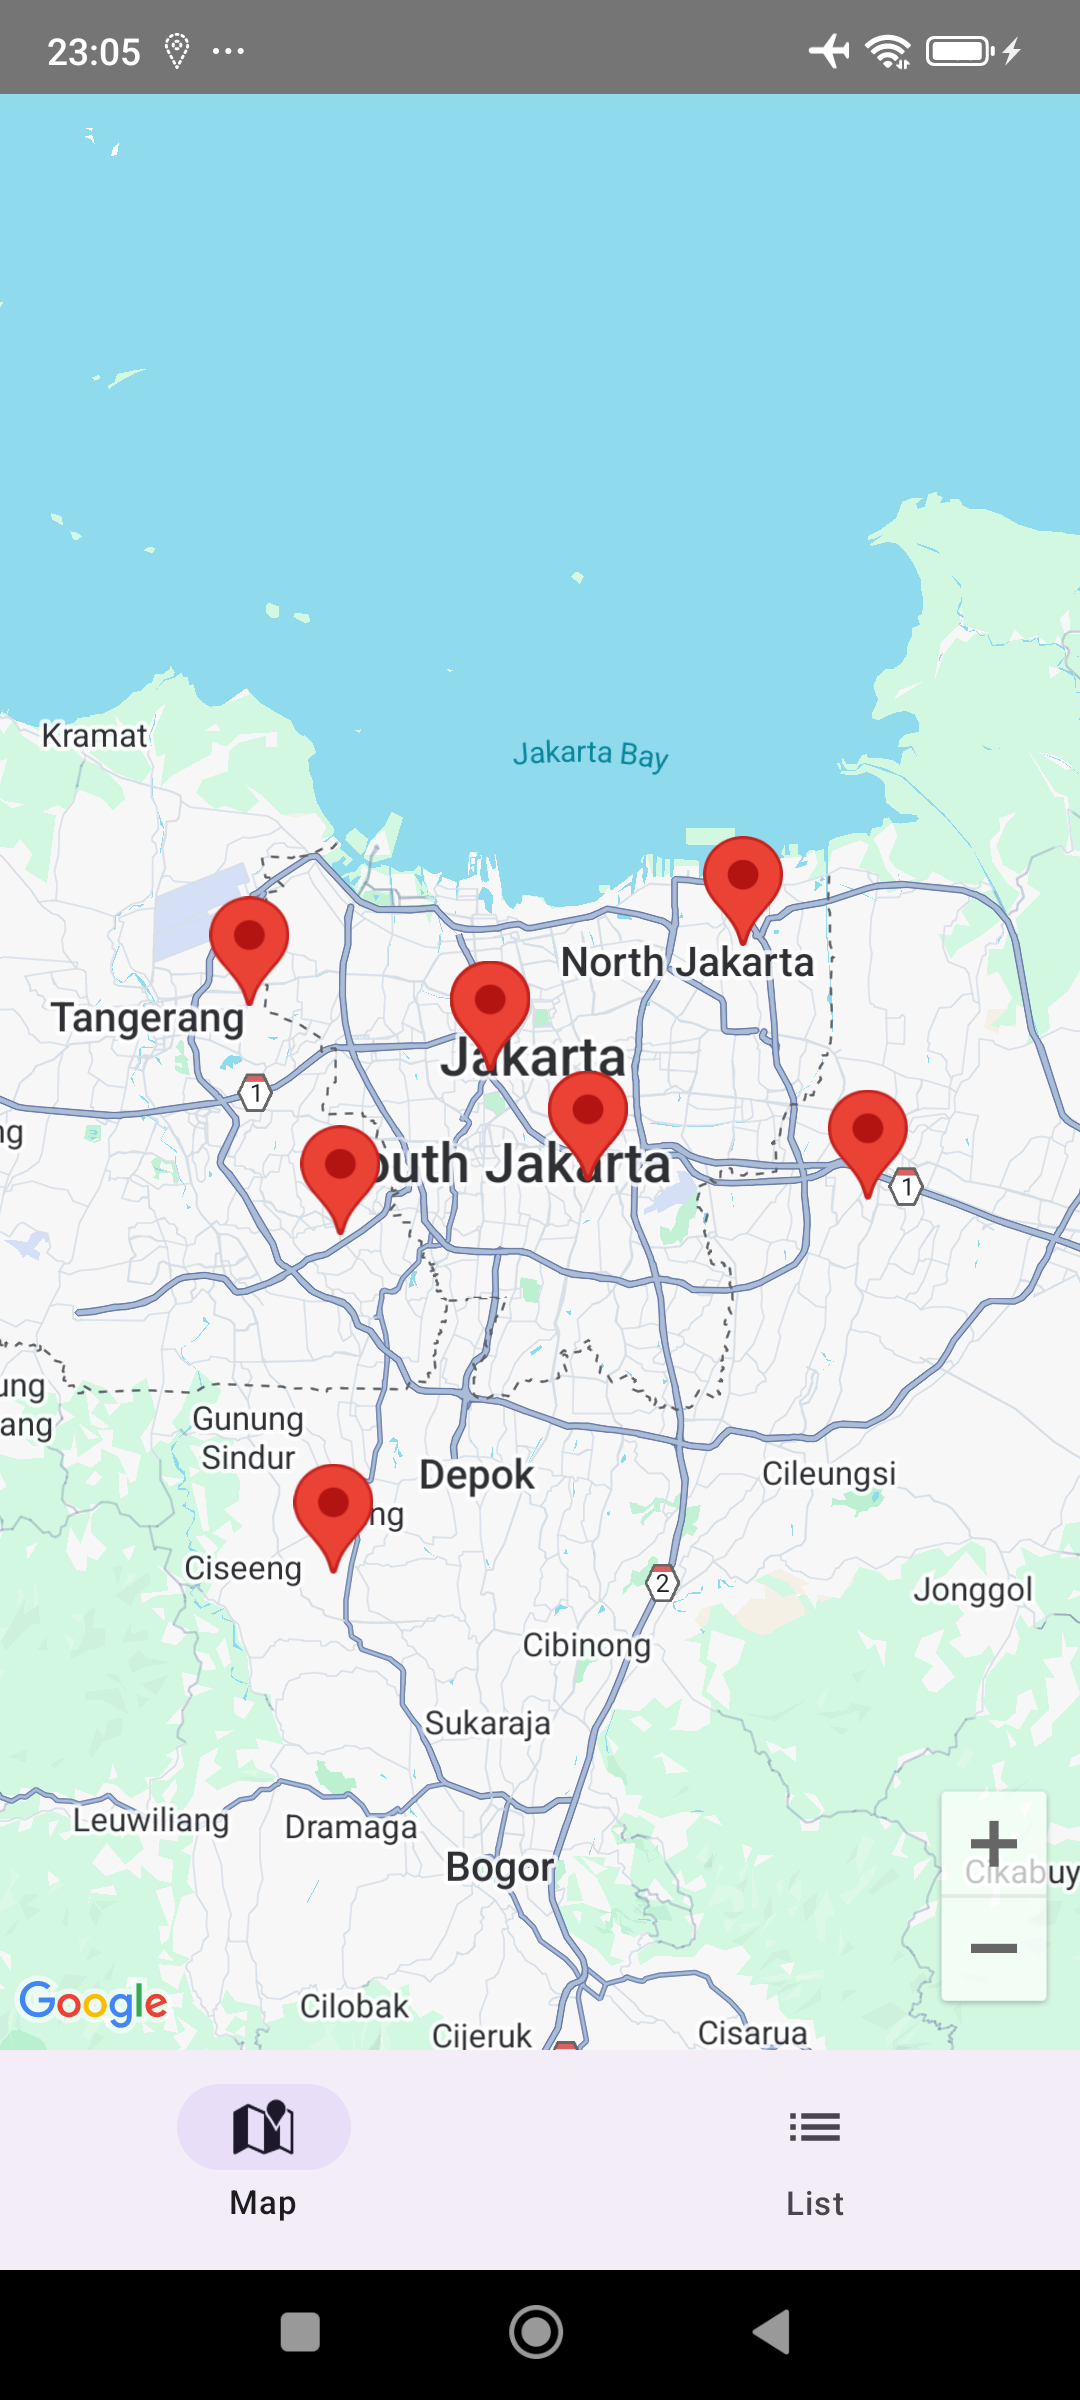 23:05
Kramat
Jakarta Bay
North Jakarta
Tangerang
Jakarta
1
ng
outh Jakarta
1
ung
ang
Gunung
Sindur
Depok
Cileungsi
ng
Ciseeng
2
Jonggol
Cibinong
Sukaraja
Leuwiliang
Dramaga
Bogor
Cikabuy
Google
Cilobak
Cijeruk
Cisarua
Map
List